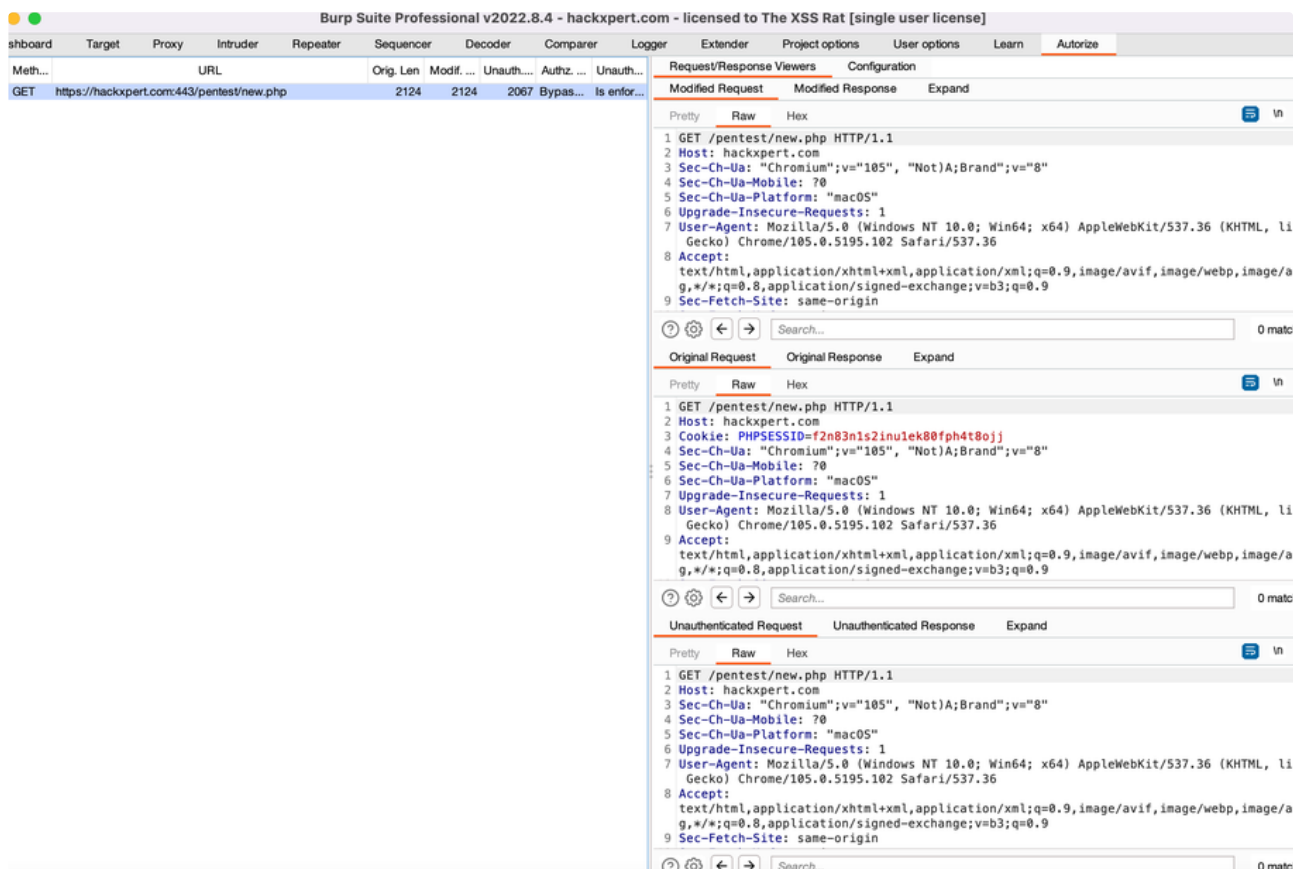 Burp Suite Professional v2022.8.4 - hackxpert.com - licensed to The XSS Rat [single user license]
shboard Target Proxy Intruder Repeater Sequencer Decoder Comparer Logger Extender Project options User options Learn Autorize
Meth... URL Orig. Len Modif. ... Unauth.... Authz. ... Unauth...
GET https://hackxpert.com:443/pentest/new.php 2124 2124 2067 Bypas... Is enfor...
Request/Response Viewers Configuration
Modified Request Modified Response Expand
Pretty Raw Hex \n
1 GET /pentest/new.php HTTP/1.1
2 Host: hackxpert.com
3 Sec-Ch-Ua: "Chromium";v="105", "Not)A;Brand";v="8"
4 Sec-Ch-Ua-Mobile: ?0
5 Sec-Ch-Ua-Platform: "macOS"
6 Upgrade-Insecure-Requests: 1
7 User-Agent: Mozilla/5.0 (Windows NT 10.0; Win64; x64) AppleWebKit/537.36 (KHTML, li
Gecko) Chrome/105.0.5195.102 Safari/537.36
8 Accept:
text/html,application/xhtml+xml,application/xml;q=0.9,image/avif,image/webp,image/a
g,*/*;q=0.8,application/signed-exchange;v=b3;q=0.9
9 Sec-Fetch-Site: same-origin
Search... 0 matc
Original Request Original Response Expand
Pretty Raw Hex \n
1 GET /pentest/new.php HTTP/1.1
2 Host: hackxpert.com
3 Cookie: PHPSESSID=f2n83n1s2inu1ek80fph4t8ojj
4 Sec-Ch-Ua: "Chromium";v="105", "Not)A;Brand";v="8"
5 Sec-Ch-Ua-Mobile: ?0
6 Sec-Ch-Ua-Platform: "macOS"
7 Upgrade-Insecure-Requests: 1
8 User-Agent: Mozilla/5.0 (Windows NT 10.0; Win64; x64) AppleWebKit/537.36 (KHTML, li
Gecko) Chrome/105.0.5195.102 Safari/537.36
9 Accept:
text/html,application/xhtml+xml,application/xml;q=0.9,image/avif,image/webp,image/a
g,*/*;q=0.8,application/signed-exchange;v=b3;q=0.9
Search... 0 matc
Unauthenticated Request Unauthenticated Response Expand
Pretty Raw Hex \n
1 GET /pentest/new.php HTTP/1.1
2 Host: hackxpert.com
3 Sec-Ch-Ua: "Chromium";v="105", "Not)A;Brand";v="8"
4 Sec-Ch-Ua-Mobile: ?0
5 Sec-Ch-Ua-Platform: "macOS"
6 Upgrade-Insecure-Requests: 1
7 User-Agent: Mozilla/5.0 (Windows NT 10.0; Win64; x64) AppleWebKit/537.36 (KHTML, li
Gecko) Chrome/105.0.5195.102 Safari/537.36
8 Accept:
text/html,application/xhtml+xml,application/xml;q=0.9,image/avif,image/webp,image/a
g,*/*;q=0.8,application/signed-exchange;v=b3;q=0.9
9 Sec-Fetch-Site: same-origin
Search... 0 matc